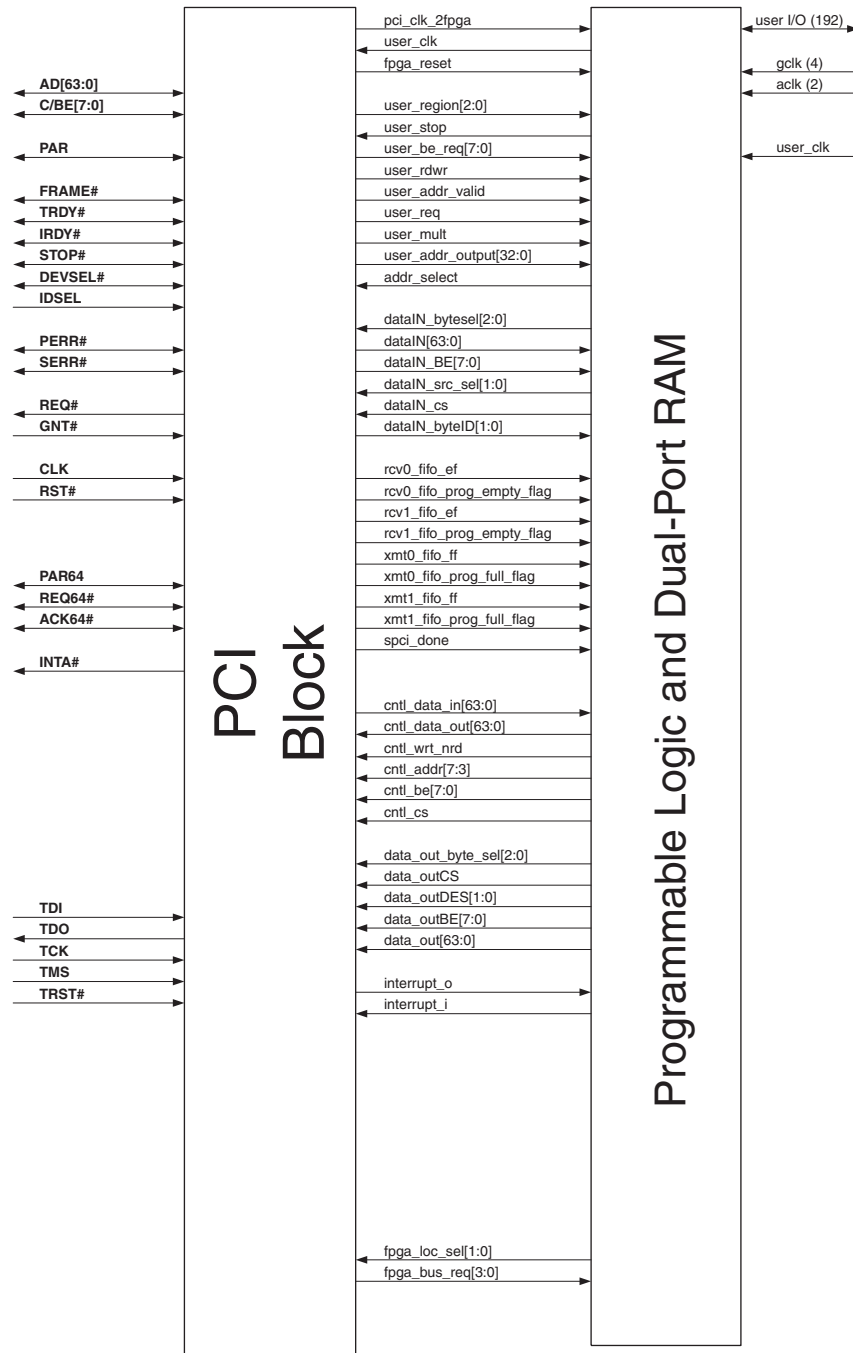 AD[63:0]
C/BE[7:0]
PAR
FRAME#
TRDY#
IRDY#
STOP#
DEVSEL#
IDSEL
PERR#
SERR#
REQ#
GNT#
CLK
RST#
PAR64
REQ64#
ACK64#
INTA#
TDI
TDO
TCK
TMS
TRST#
PCI
Block
pci_clk_2fpga
user_clk
fpga_reset
user_region[2:0]
user_stop
user_be_req[7:0]
user_rdwr
user_addr_valid
user_req
user_mult
user_addr_output[32:0]
addr_select
dataIN_bytesel[2:0]
dataIN[63:0]
dataIN_BE[7:0]
dataIN_src_sel[1:0]
dataIN_cs
dataIN_byteID[1:0]
rcv0_fifo_ef
rcv0_fifo_prog_empty_flag
rcv1_fifo_ef
rcv1_fifo_prog_empty_flag
xmt0_fifo_ff
xmt0_fifo_prog_full_flag
xmt1_fifo_ff
xmt1_fifo_prog_full_flag
spci_done
cntl_data_in[63:0]
cntl_data_out[63:0]
cntl_wrt_nrd
cntl_addr[7:3]
cntl_be[7:0]
cntl_cs
data_out_byte_sel[2:0]
data_outCS
data_outDES[1:0]
data_outBE[7:0]
data_out[63:0]
interrupt_o
interrupt_i
fpga_loc_sel[1:0]
fpga_bus_req[3:0]
Programmable Logic and Dual-Port RAM
user I/O (192)
gclk (4)
aclk (2)
user_clk